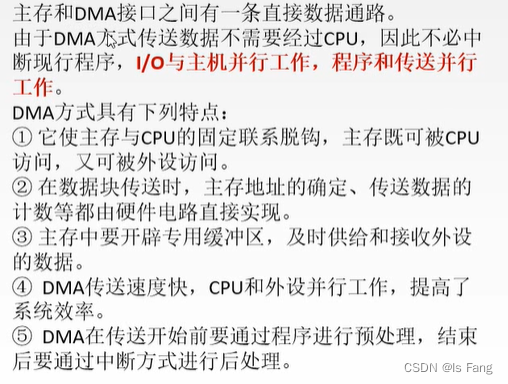 主存和DMA接口之间有一条直接数据通路。
由于DMA方式传送数据不需要经过CPU，因此不必中
断现行程序，I/O与主机并行工作，程序和传送并行
工作。
DMA方式具有下列特点：
① 它使主存与CPU的固定联系脱钩，主存既可被CPU
访问，又可被外设访问。
② 在数据块传送时，主存地址的确定、传送数据的
计数等都由硬件电路直接实现。
③ 主存中要开辟专用缓冲区，及时供给和接收外设
的数据。
④ DMA传送速度快，CPU和外设并行工作，提高了
系统效率。
⑤ DMA在传送开始前要通过程序进行预处理，结束
后要通过中断方式进行后处理。
CSDN @ls Fang